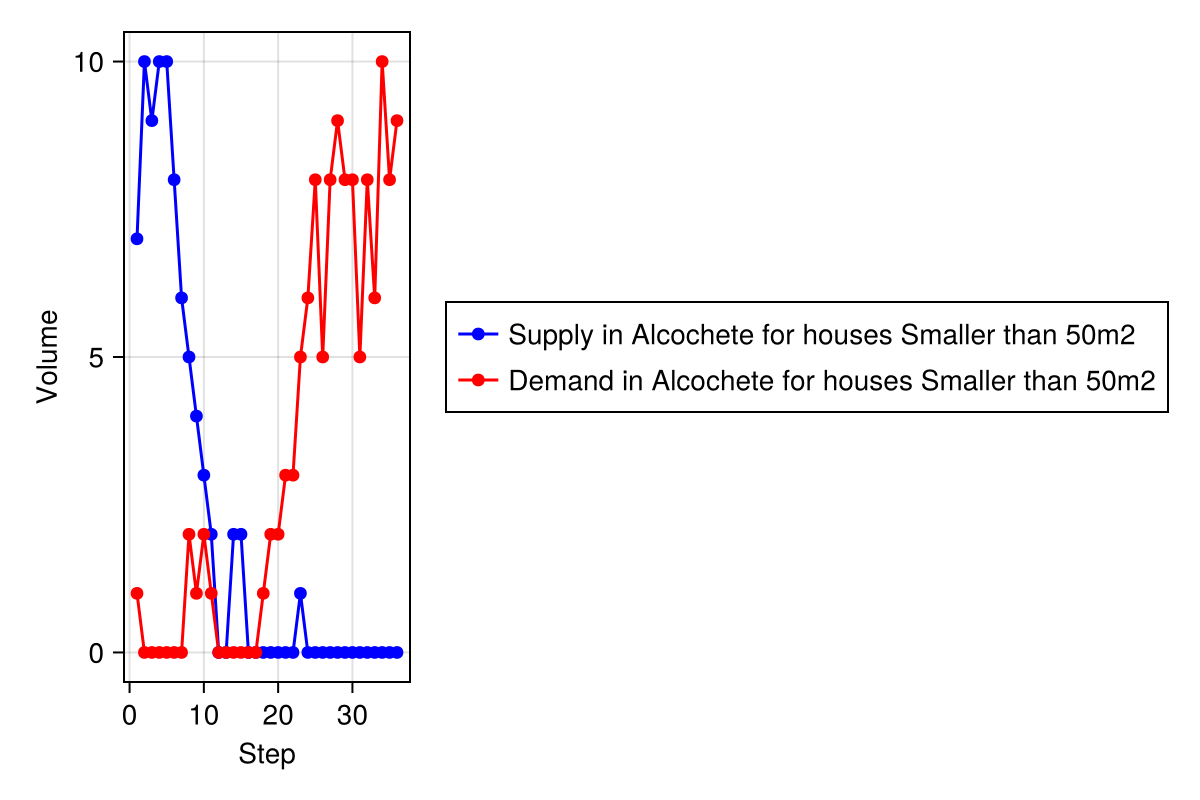 10
5
0
Volume
0 10 20 30
Step
Supply in Alcochete for houses Smaller than 50m2
Demand in Alcochete for houses Smaller than 50m2